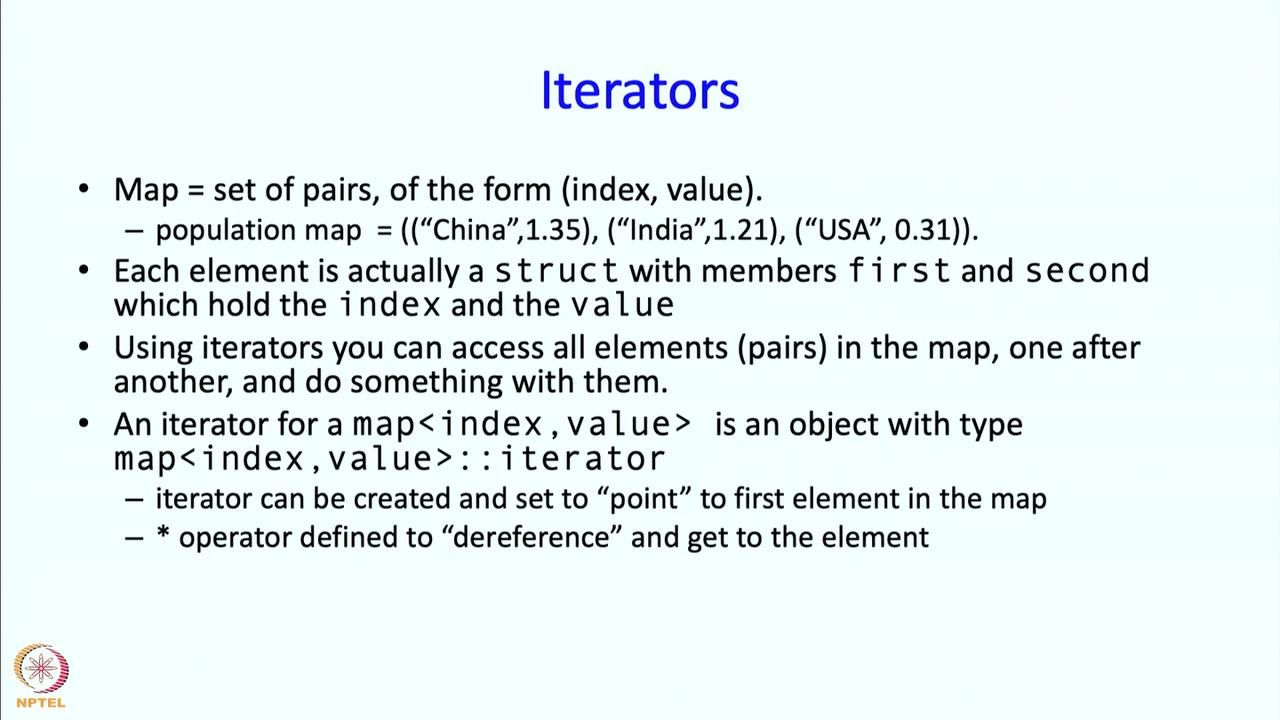 Iterators
• Map = set of pairs, of the form (index, value).
– population map = ((“China”,1.35), (“India”,1.21), (“USA”, 0.31)).
• Each element is actually a struct with members first and second
which hold the index and the value
• Using iterators you can access all elements (pairs) in the map, one after
another, and do something with them.
• An iterator for a map<index,value> is an object with type
map<index,value>::iterator
– iterator can be created and set to “point” to first element in the map
– * operator defined to “dereference” and get to the element
NPTEL